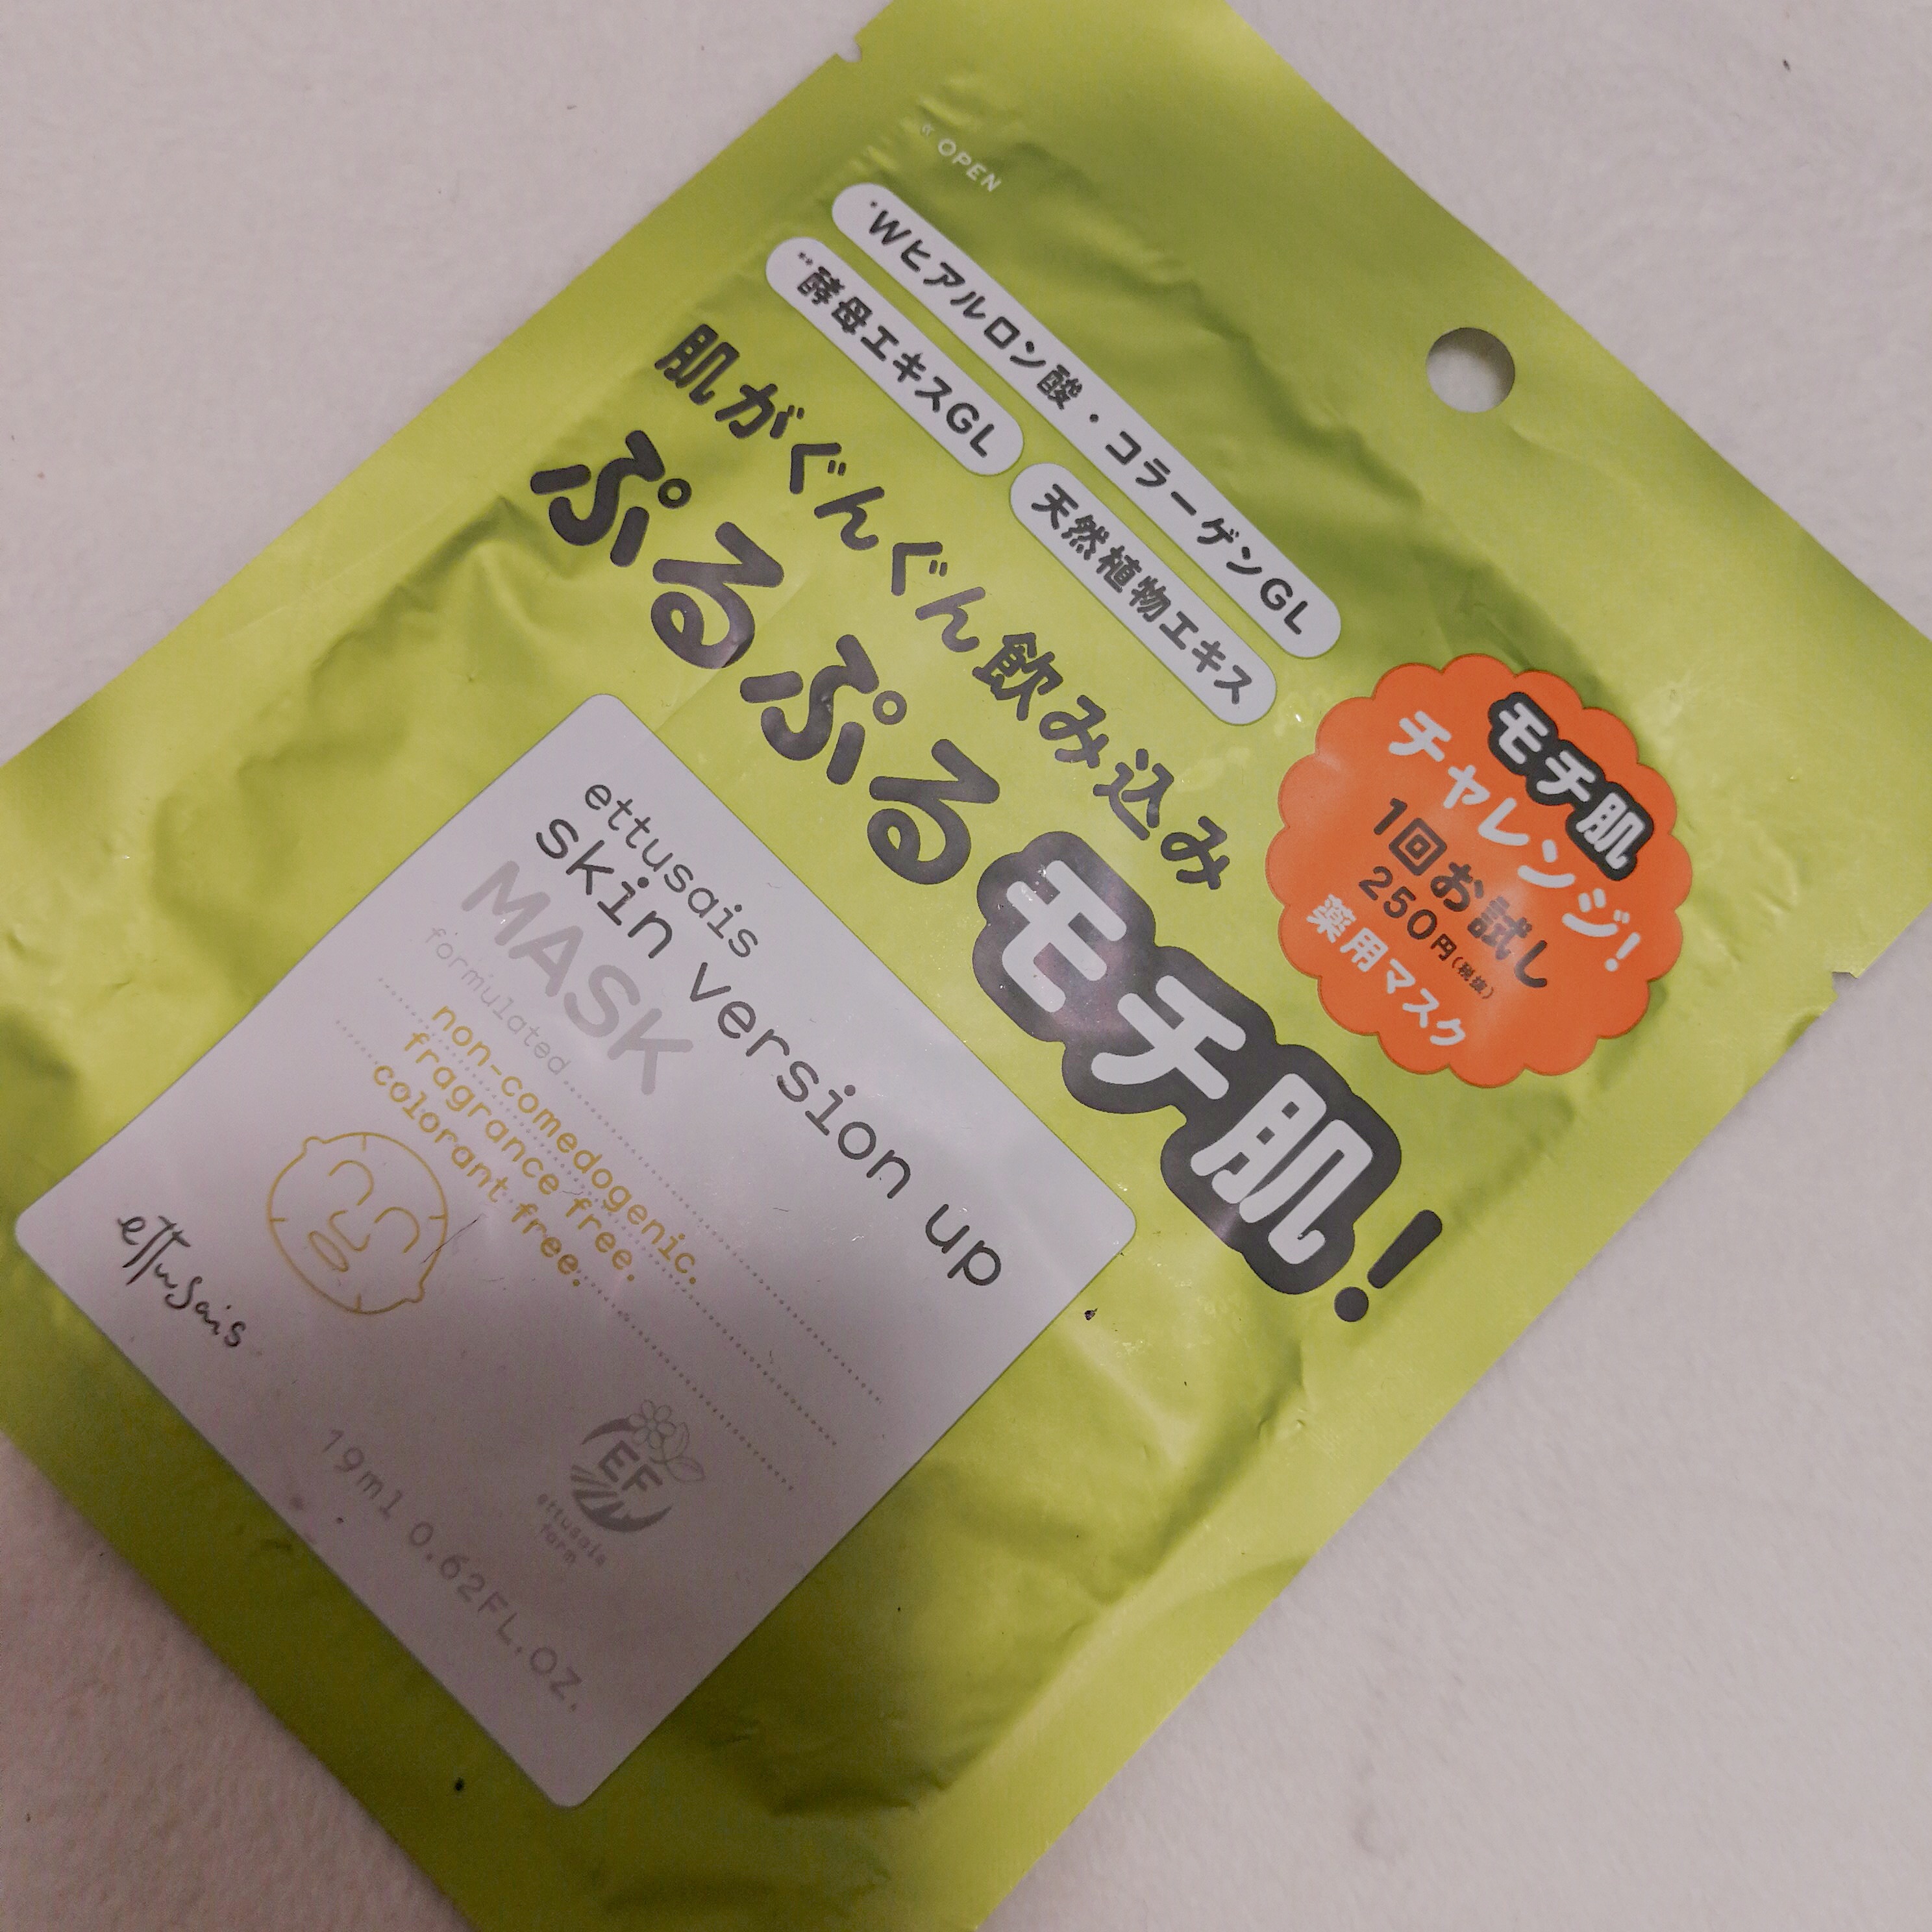 « OPEN
*Wヒアルロン酸・コラーゲンGL
**酵母エキスGL
天然植物エキス
肌がぐんぐん飲み込み
ぷるぷるモチ肌!
モチ肌
チャレンジ!
1回お試し
250円(税抜)
薬用マスク
ettusais
skin version up
MASK
formulated
non-comedogenic.
fragrance free.
colorant free.
ettusais
EF
ettusais
farm
19ml 0.62FL.OZ.